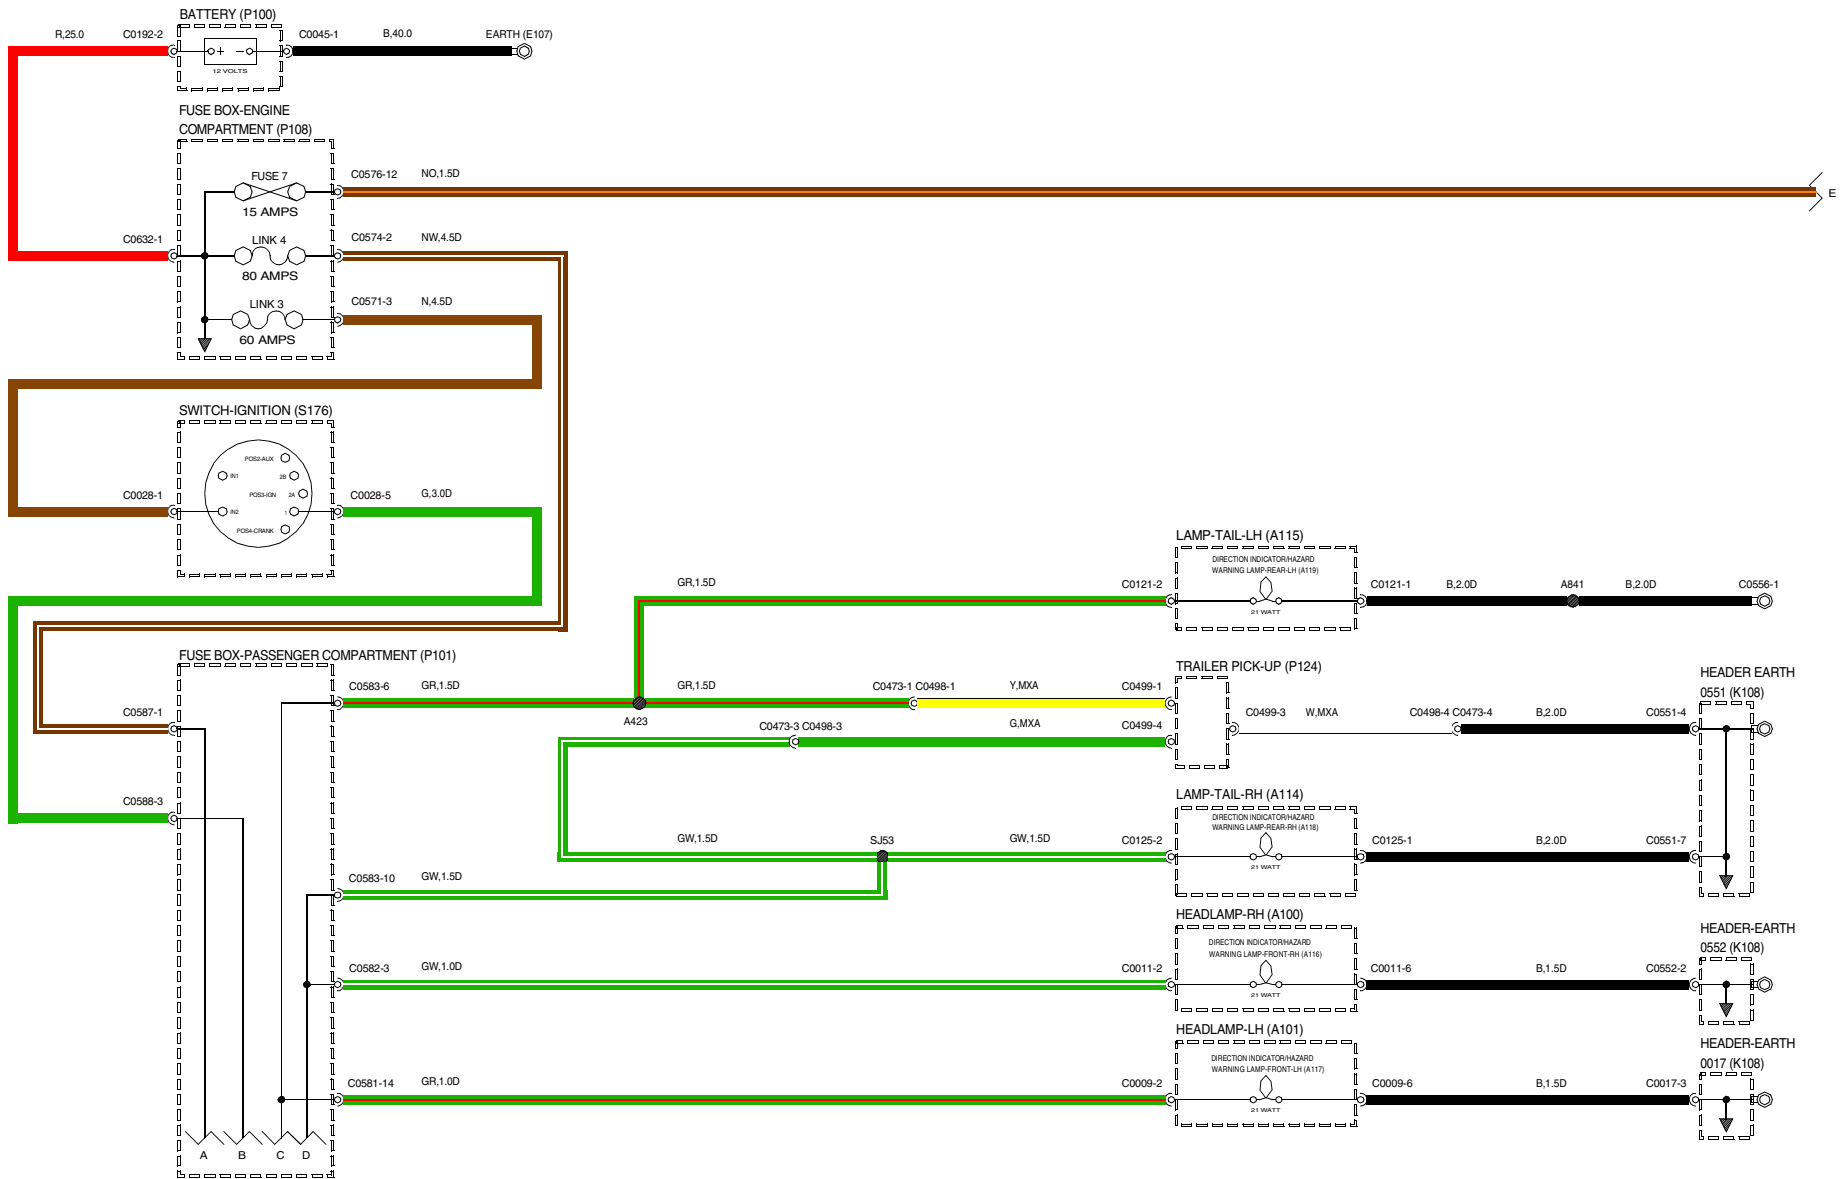 BATTERY (P100)
R,25.0
C0192-2
C0045-1
B,40.0
EARTH (E107)
+ −
12 VOLTS
FUSE BOX-ENGINE
COMPARTMENT (P108)
FUSE 7
15 AMPS
C0576-12
NO,1.5D
E
C0632-1
LINK 4
80 AMPS
C0574-2
NW,4.5D
LINK 3
60 AMPS
C0571-3
N,4.5D
SWITCH-IGNITION (S176)
POS2-AUX
IN1
2B
POS3-IGN
2A
IN2
1
POS4-CRANK
C0028-1
C0028-5
G,3.0D
LAMP-TAIL-LH (A115)
DIRECTION INDICATOR/HAZARD
WARNING LAMP-REAR-LH (A119)
21 WATT
GR,1.5D
C0121-2
C0121-1
B,2.0D
A841
B,2.0D
C0556-1
FUSE BOX-PASSENGER COMPARTMENT (P101)
C0583-6
GR,1.5D
GR,1.5D
A423
C0473-1 C0498-1
Y,MXA
C0499-1
TRAILER PICK-UP (P124)
HEADER EARTH
0551 (K108)
C0587-1
C0473-3 C0498-3
G,MXA
C0499-4
C0499-3
W,MXA
C0498-4 C0473-4
B,2.0D
C0551-4
C0588-3
LAMP-TAIL-RH (A114)
DIRECTION INDICATOR/HAZARD
WARNING LAMP-REAR-RH (A118)
21 WATT
GW,1.5D
SJ53
GW,1.5D
C0125-2
C0125-1
B,2.0D
C0551-7
C0583-10
GW,1.5D
HEADLAMP-RH (A100)
DIRECTION INDICATOR/HAZARD
WARNING LAMP-FRONT-RH (A116)
21 WATT
HEADER-EARTH
0552 (K108)
C0582-3
GW,1.0D
C0011-2
C0011-6
B,1.5D
C0552-2
HEADLAMP-LH (A101)
DIRECTION INDICATOR/HAZARD
WARNING LAMP-FRONT-LH (A117)
21 WATT
HEADER-EARTH
0017 (K108)
C0581-14
GR,1.0D
C0009-2
C0009-6
B,1.5D
C0017-3
A B C D